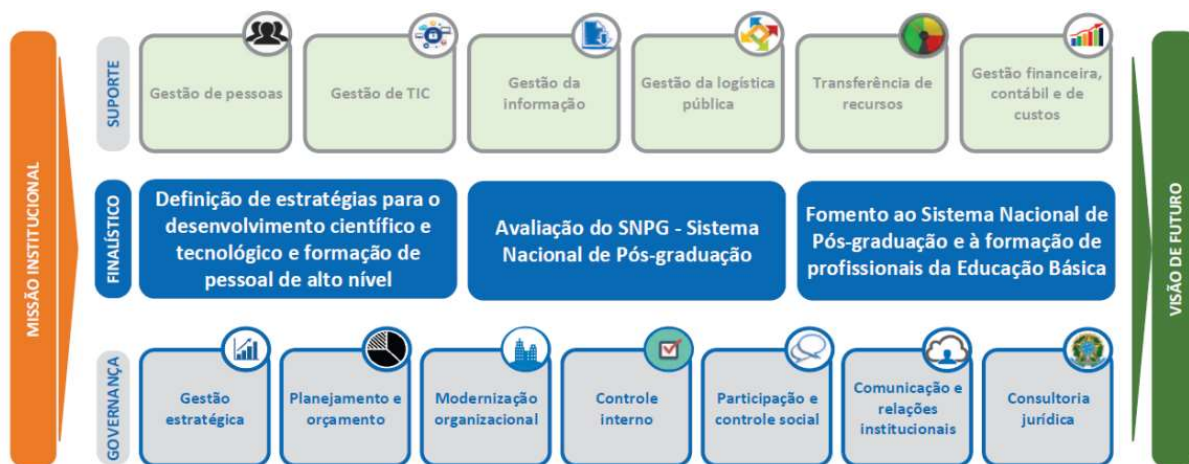 MISSÃO INSTITUCIONAL
SUPORTE
Gestão de pessoas
Gestão de TIC
Gestão da
informação
Gestão da logística
pública
Transferência de
recursos
Gestão financeira,
contábil e de
custos
FINALÍSTICO
Definição de estratégias para o
desenvolvimento científico e
tecnológico e formação de
pessoal de alto nível
Avaliação do SNPG - Sistema
Nacional de Pós-graduação
Fomento ao Sistema Nacional de
Pós-graduação e à formação de
profissionais da Educação Básica
GOVERNANÇA
Gestão
estratégica
Planejamento e
orçamento
Modernização
organizacional
Controle
interno
Participação e
controle social
Comunicação e
relações
institucionais
Consultoria
jurídica
VISÃO DE FUTURO